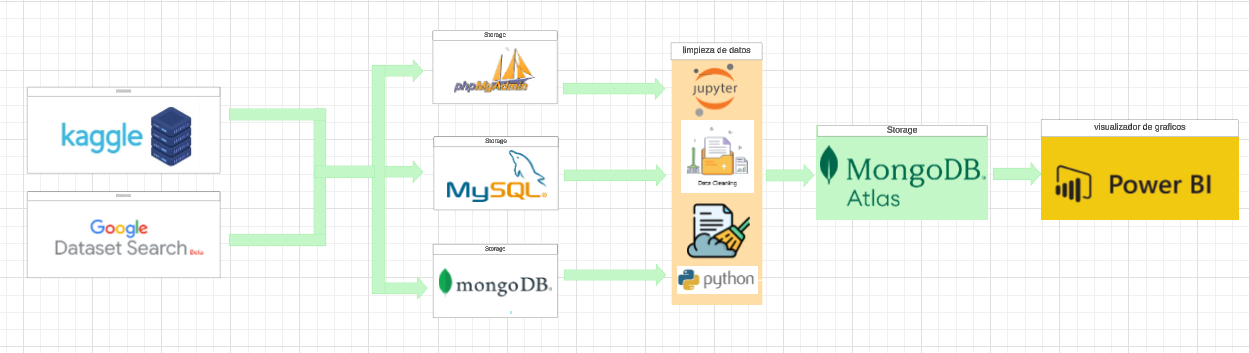 kaggle
Google
Dataset Search Beta
Storage
phpMyAdmin
Storage
MySQL®
Storage
mongoDB.
limpieza de datos
jupyter
Data Cleaning
python
Storage
MongoDB.
Atlas
visualizador de graficos
Power BI